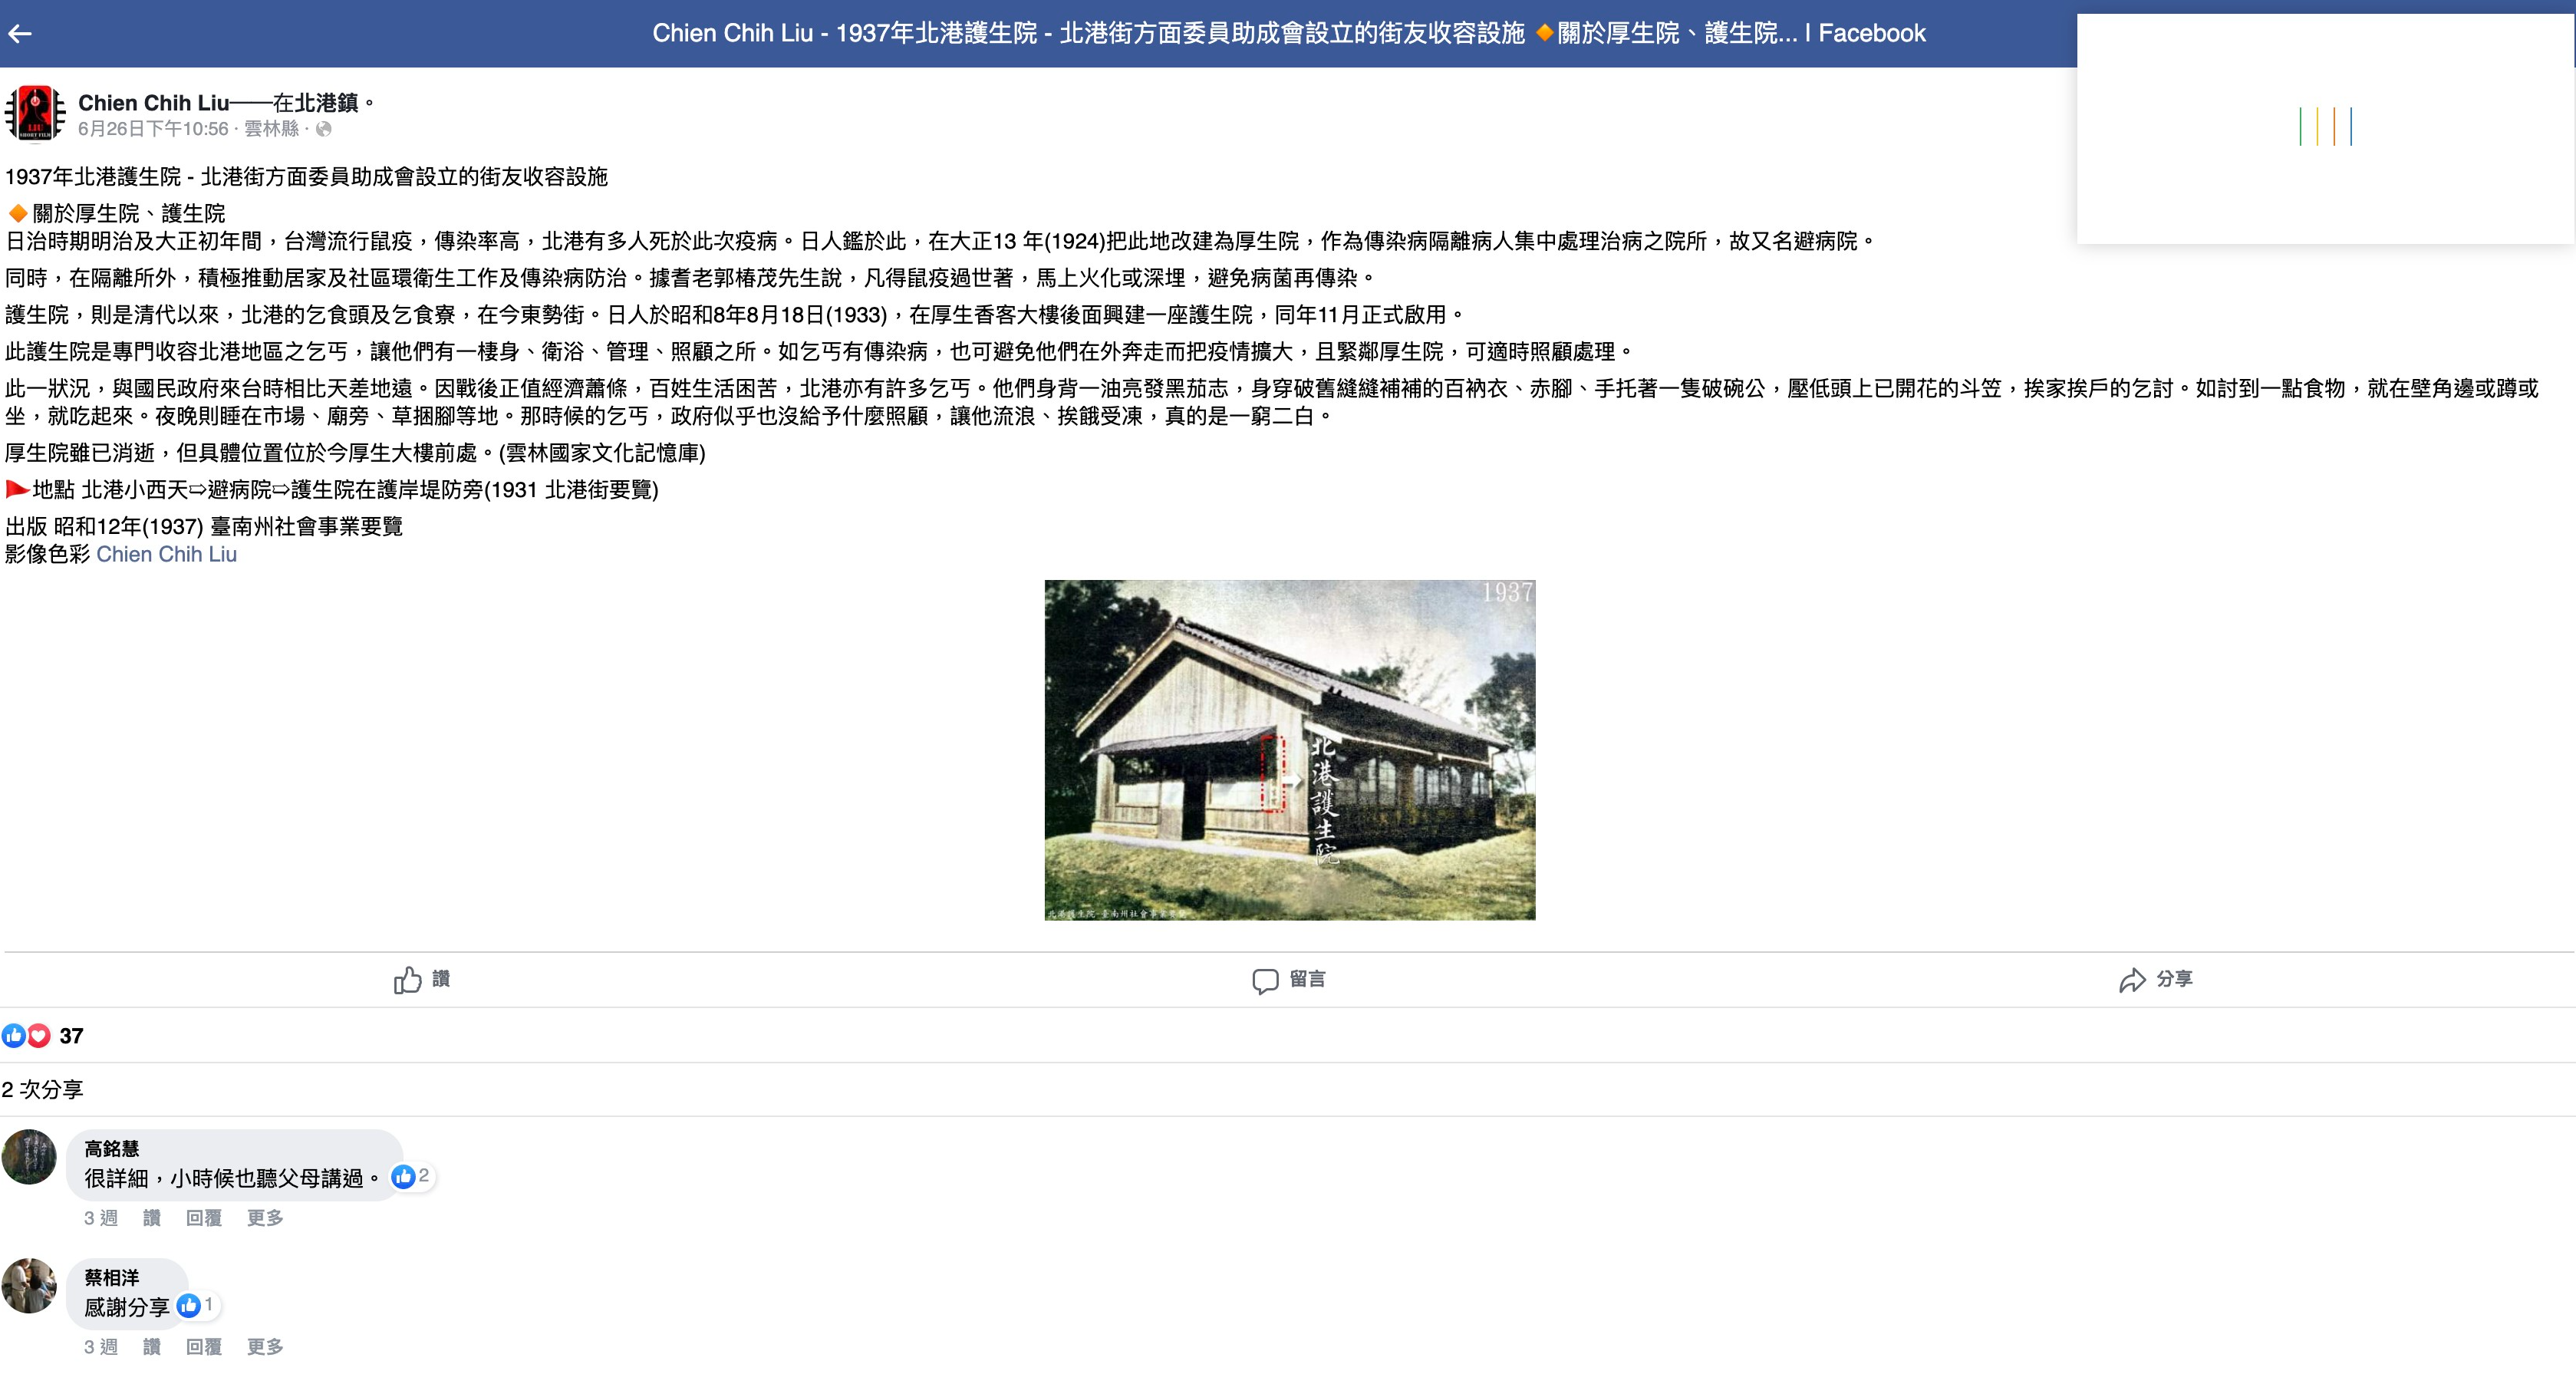 Chien Chih Liu - 1937年北港護生院 - 北港街方面委員助成會設立的街友收容設施 🔸關於厚生院、護生院... | Facebook
Chien Chih Liu——在北港鎮。
6月26日下午10:56 · 雲林縣 ·
1937年北港護生院 - 北港街方面委員助成會設立的街友收容設施
🔶關於厚生院、護生院
日治時期明治及大正初年間，台灣流行鼠疫，傳染率高，北港有多人死於此次疫病。日人鑑於此，在大正13 年(1924)把此地改建為厚生院，作為傳染病隔離病人集中處理治病之院所，故又名避病院。
同時，在隔離所外，積極推動居家及社區環衛生工作及傳染病防治。據耆老郭椿茂先生說，凡得鼠疫過世著，馬上火化或深埋，避免病菌再傳染。
護生院，則是清代以來，北港的乞食頭及乞食寮，在今東勢街。日人於昭和8年8月18日(1933)，在厚生香客大樓後面興建一座護生院，同年11月正式啟用。
此護生院是專門收容北港地區之乞丐，讓他們有一棲身、衛浴、管理、照顧之所。如乞丐有傳染病，也可避免他們在外奔走而把疫情擴大，且緊鄰厚生院，可適時照顧處理。
此一狀況，與國民政府來台時相比天差地遠。因戰後正值經濟蕭條，百姓生活困苦，北港亦有許多乞丐。他們身背一油亮發黑茄志，身穿破舊縫縫補補的百衲衣、赤腳、手托著一隻破碗公，壓低頭上已開花的斗笠，挨家挨戶的乞討。如討到一點食物，就在壁角邊或蹲或
坐，就吃起來。夜晚則睡在市場、廟旁、草捆腳等地。那時候的乞丐，政府似乎也沒給予什麼照顧，讓他流浪、挨餓受凍，真的是一窮二白。
厚生院雖已消逝，但具體位置位於今厚生大樓前處。(雲林國家文化記憶庫)
🚩地點 北港小西天⇨避病院⇨護生院在護岸堤防旁(1931 北港街要覽)
出版 昭和12年(1937) 臺南州社會事業要覽
影像色彩 Chien Chih Liu
1937
北港護生院
北港護生院-臺南州社會事業要覽
讚
留言
分享
37
2 次分享
高銘慧
很詳細，小時候也聽父母講過。 2
3 週 讚 回覆 更多
蔡相洋
感謝分享 1
3 週 讚 回覆 更多